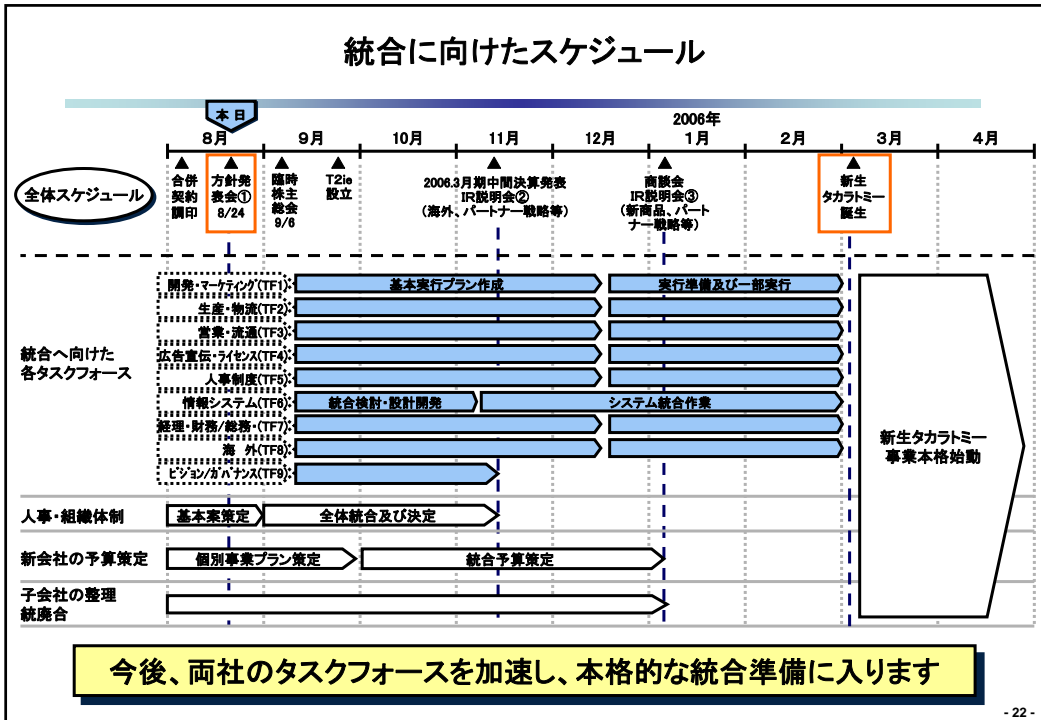 統合に向けたスケジュール
本日
2006年
8月 9月 10月 11月 12月 1月 2月 3月 4月
全体スケジュール
合併
契約
調印
方針発
表会①
8/24
臨時
株主
総会
9/6
T2ie
設立
2006.3月期中間決算発表
IR説明会②
(海外、パートナー戦略等)
商談会
IR説明会③
(新商品、パート
ナー戦略等)
新生
タカラトミー
誕生
統合へ向けた
各タスクフォース
開発・マーケティング(TF1) 基本実行プラン作成 実行準備及び一部実行
生産・物流(TF2)
営業・流通(TF3)
広告宣伝・ライセンス(TF4)
人事制度(TF5)
情報システム(TF6) 統合検討・設計開発 システム統合作業
経理・財務/総務・(TF7)
海 外(TF8)
ビジョン/ガバナンス(TF9)
新生タカラトミー
事業本格始動
人事・組織体制 基本案策定 全体統合及び決定
新会社の予算策定 個別事業プラン策定 統合予算策定
子会社の整理
統廃合
今後、両社のタスクフォースを加速し、本格的な統合準備に入ります
- 22 -